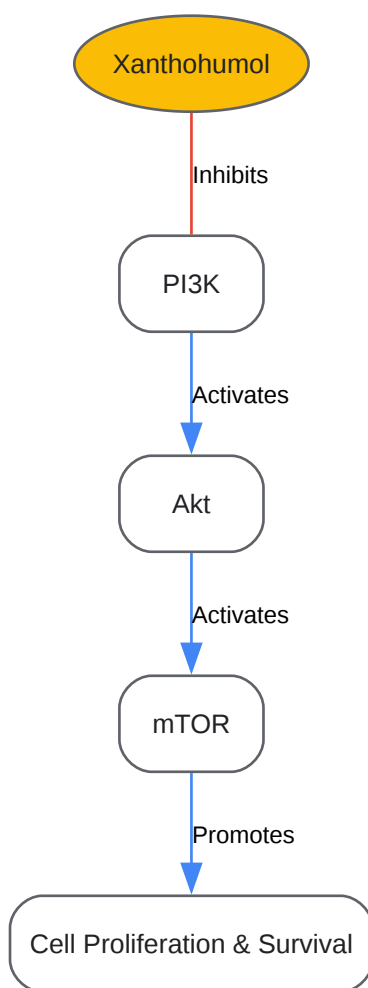 Xanthohumol
Inhibits
PI3K
Activates
Akt
Activates
mTOR
Promotes
Cell Proliferation & Survival